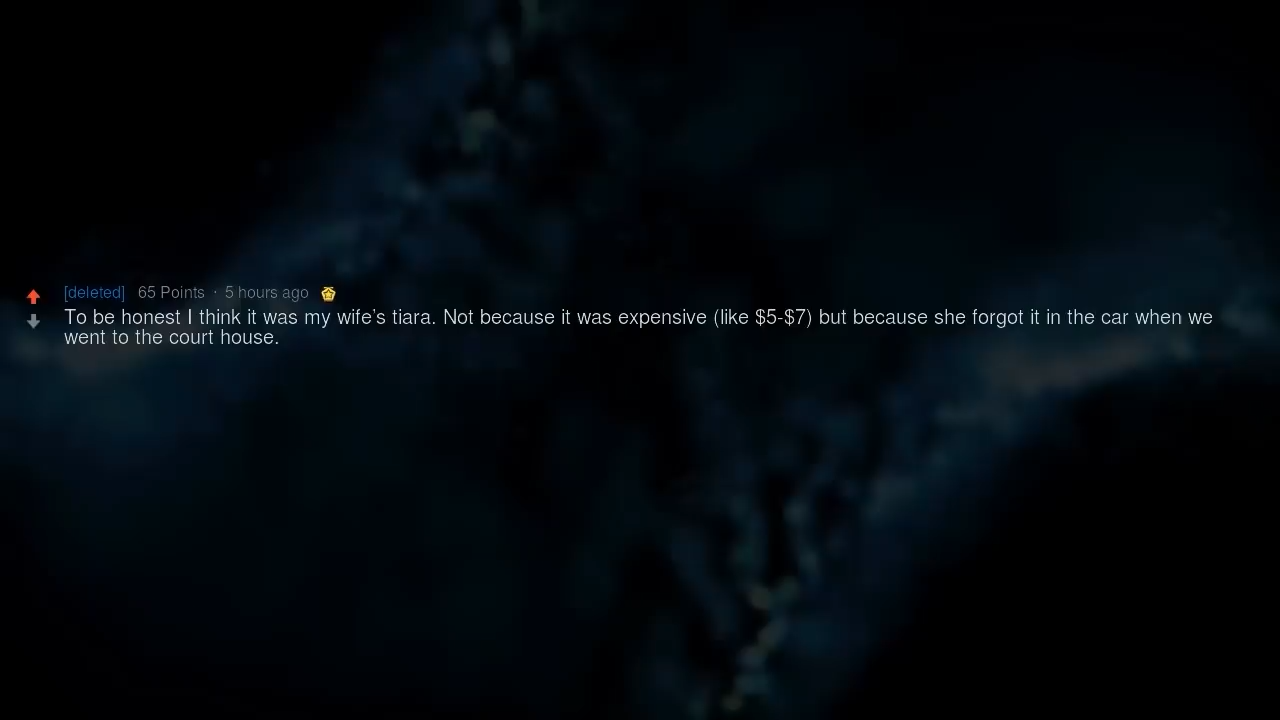 [deleted] 65 Points · 5 hours ago
To be honest I think it was my wife's tiara. Not because it was expensive (like $5-$7) but because she forgot it in the car when we
went to the court house.